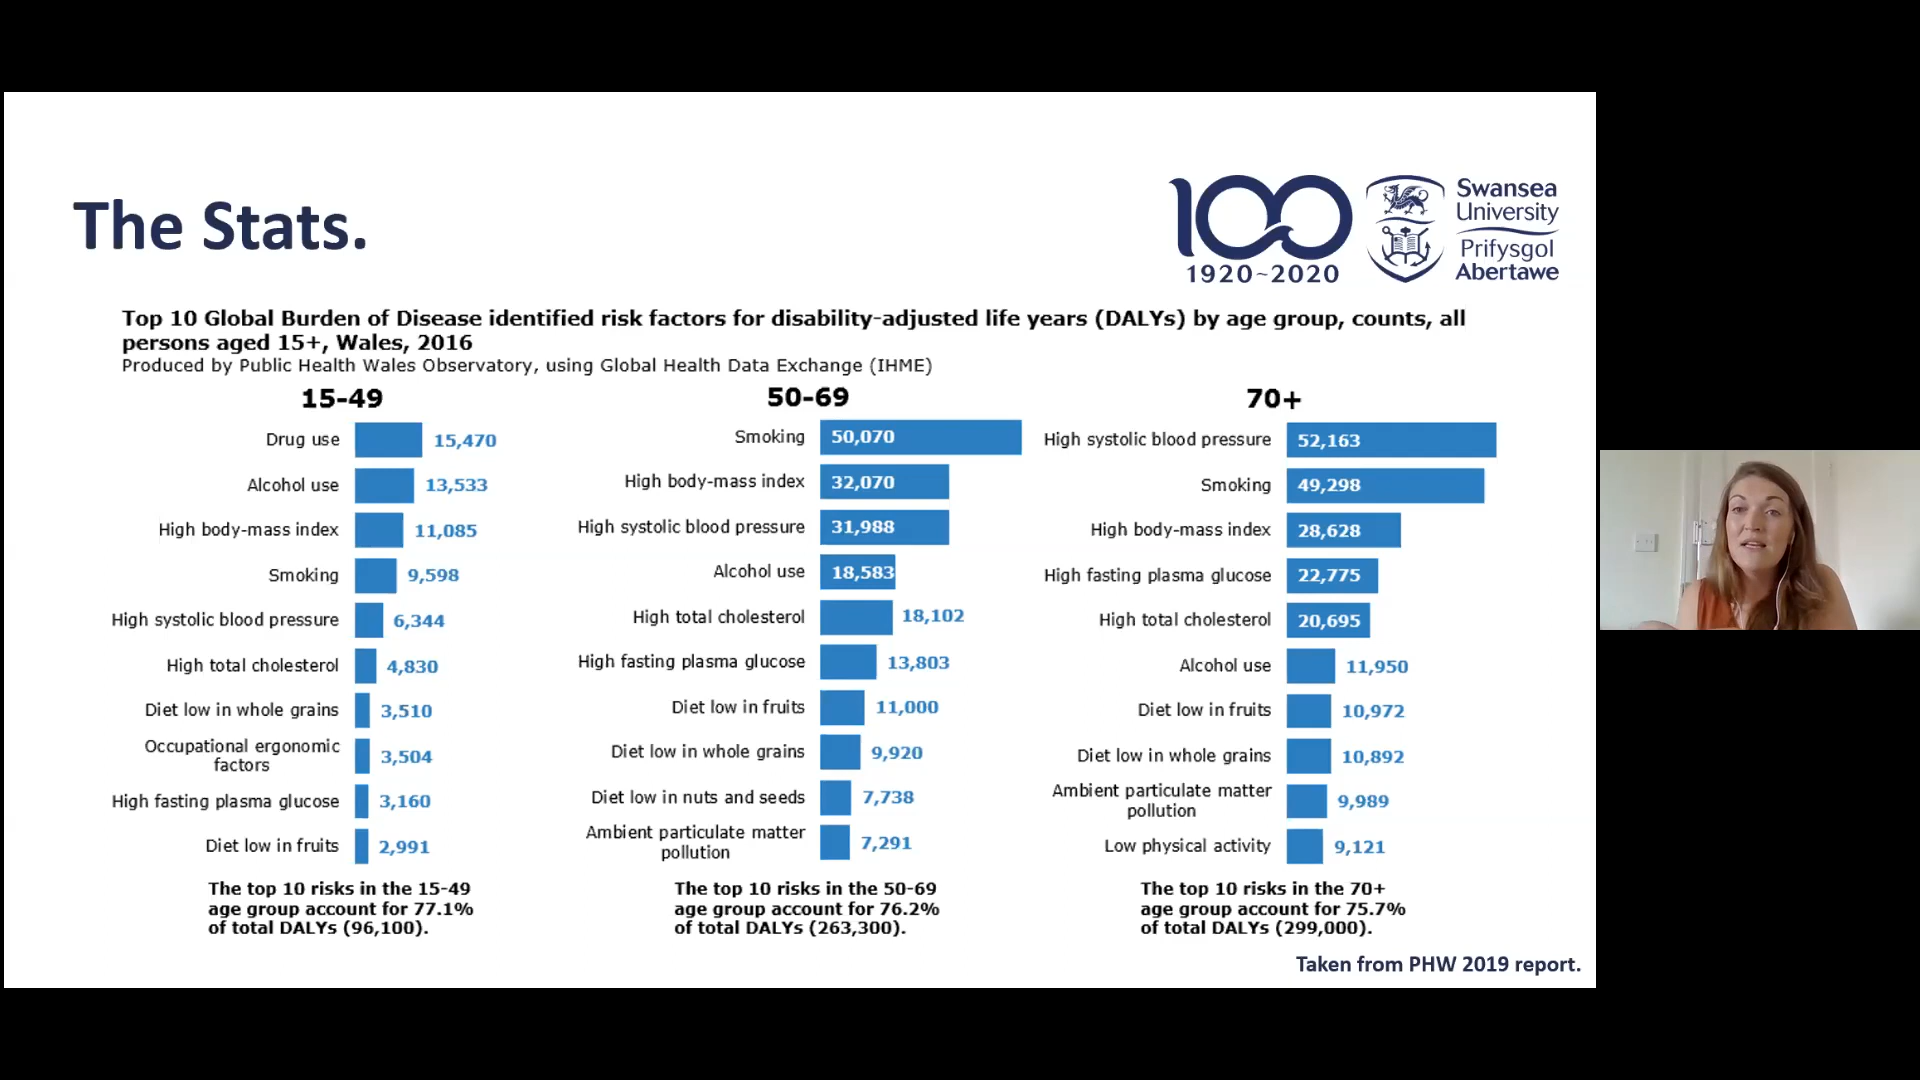 The Stats.
100
1920~2020
Swansea
University
Prifysgol
Abertawe
Top 10 Global Burden of Disease identified risk factors for disability-adjusted life years (DALYs) by age group, counts, all
persons aged 15+, Wales, 2016
Produced by Public Health Wales Observatory, using Global Health Data Exchange (IHME)
15-49
Drug use 15,470
Alcohol use 13,533
High body-mass index 11,085
Smoking 9,598
High systolic blood pressure 6,344
High total cholesterol 4,830
Diet low in whole grains 3,510
Occupational ergonomic
factors 3,504
High fasting plasma glucose 3,160
Diet low in fruits 2,991
The top 10 risks in the 15-49
age group account for 77.1%
of total DALYs (96,100).
50-69
Smoking 50,070
High body-mass index 32,070
High systolic blood pressure 31,988
Alcohol use 18,583
High total cholesterol 18,102
High fasting plasma glucose 13,803
Diet low in fruits 11,000
Diet low in whole grains 9,920
Diet low in nuts and seeds 7,738
Ambient particulate matter
pollution 7,291
The top 10 risks in the 50-69
age group account for 76.2%
of total DALYs (263,300).
70+
High systolic blood pressure 52,163
Smoking 49,298
High body-mass index 28,628
High fasting plasma glucose 22,775
High total cholesterol 20,695
Alcohol use 11,950
Diet low in fruits 10,972
Diet low in whole grains 10,892
Ambient particulate matter
pollution 9,989
Low physical activity 9,121
The top 10 risks in the 70+
age group account for 75.7%
of total DALYs (299,000).
Taken from PHW 2019 report.